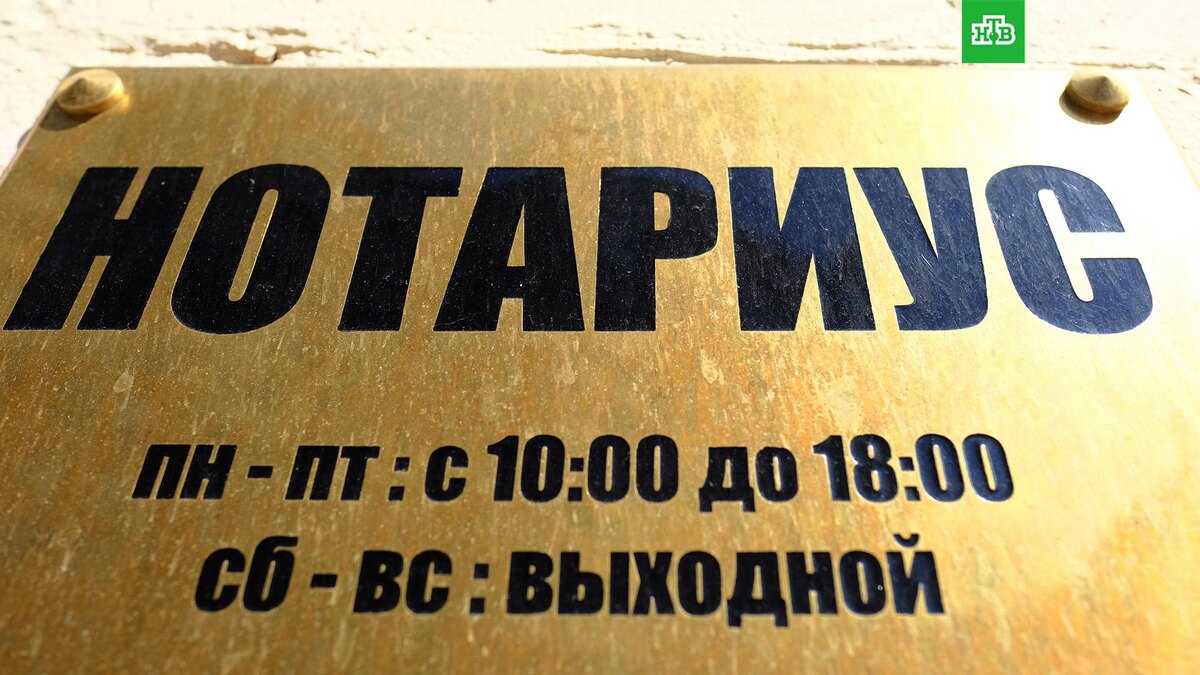 НТВ
НОТАРИУС
пн - пт : с 10:00 до 18:00
сб - вс : выходной